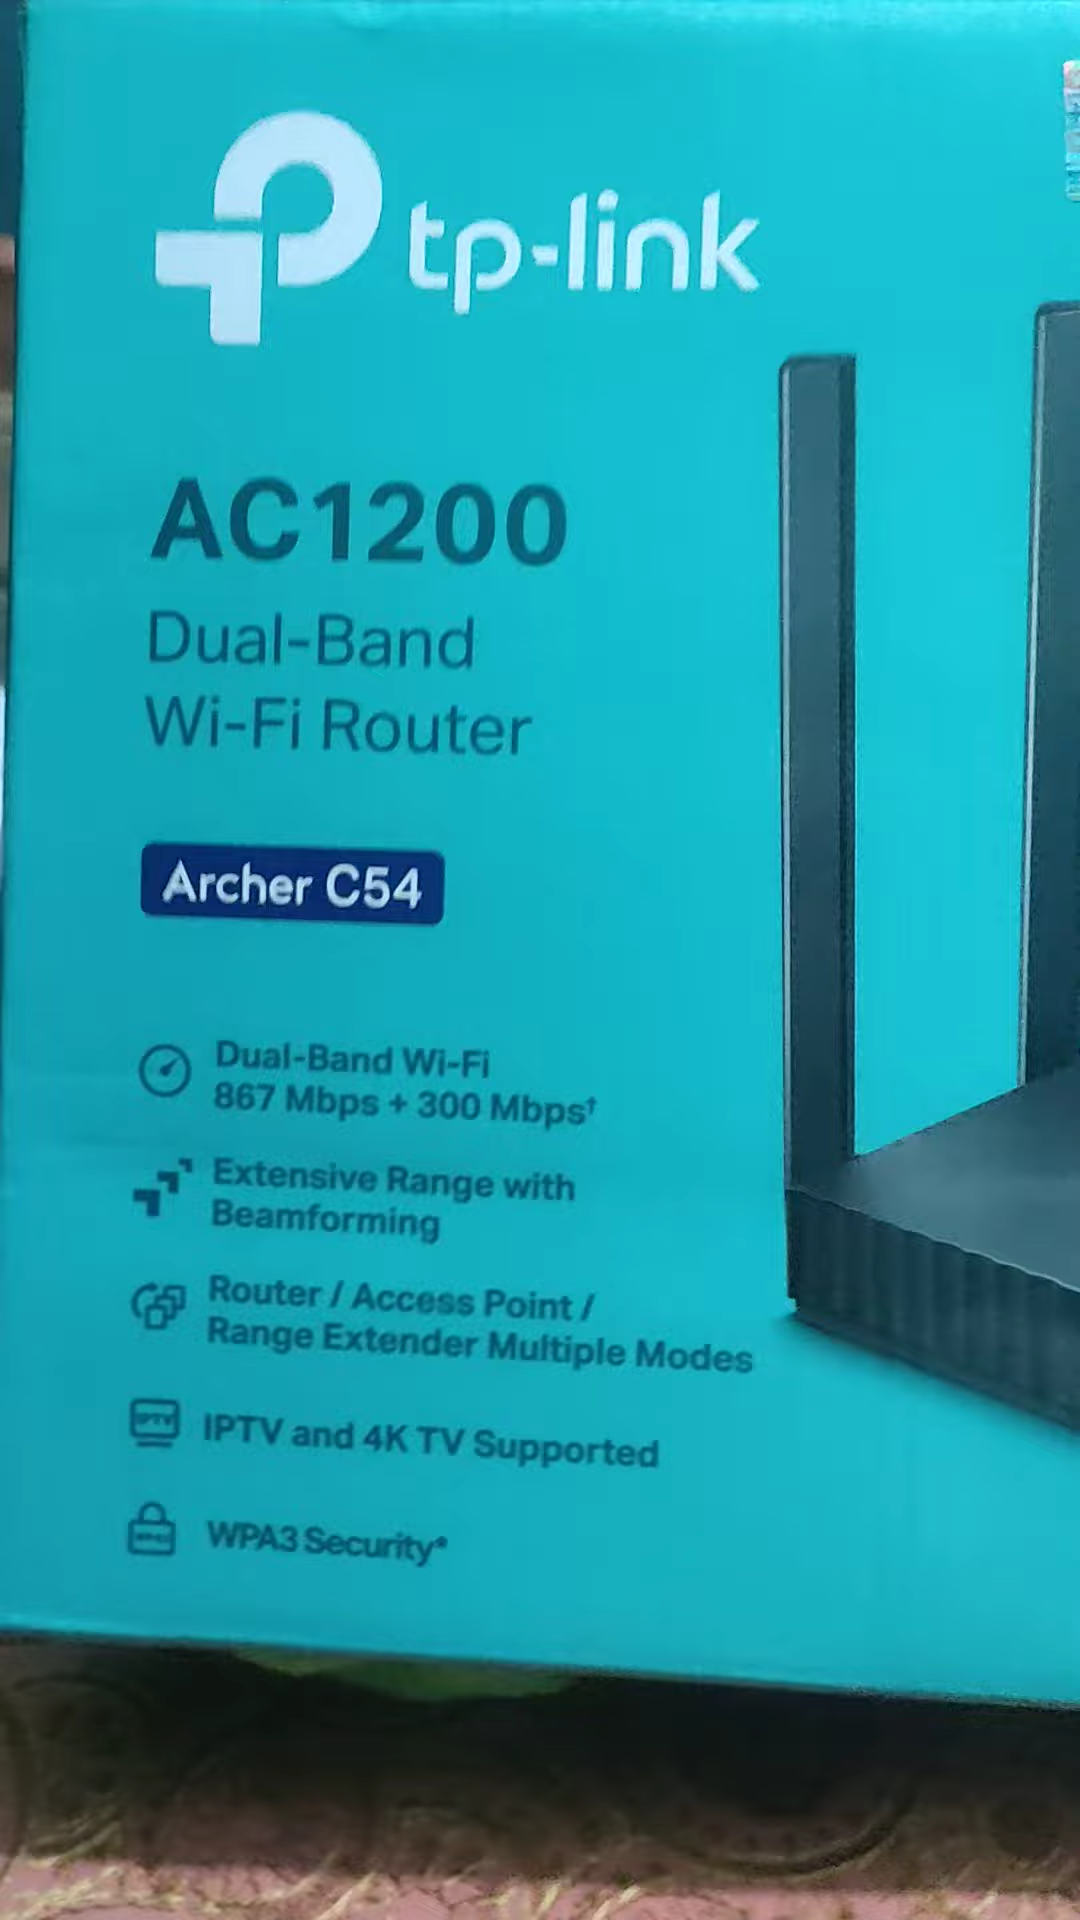 tp-link
AC1200
Dual-Band
Wi-Fi Router
Archer C54
Dual-Band Wi-Fi
867 Mbps + 300 Mbps†
Extensive Range with
Beamforming
Router / Access Point /
Range Extender Multiple Modes
IPTV
IPTV and 4K TV Supported
WPA3 Security*